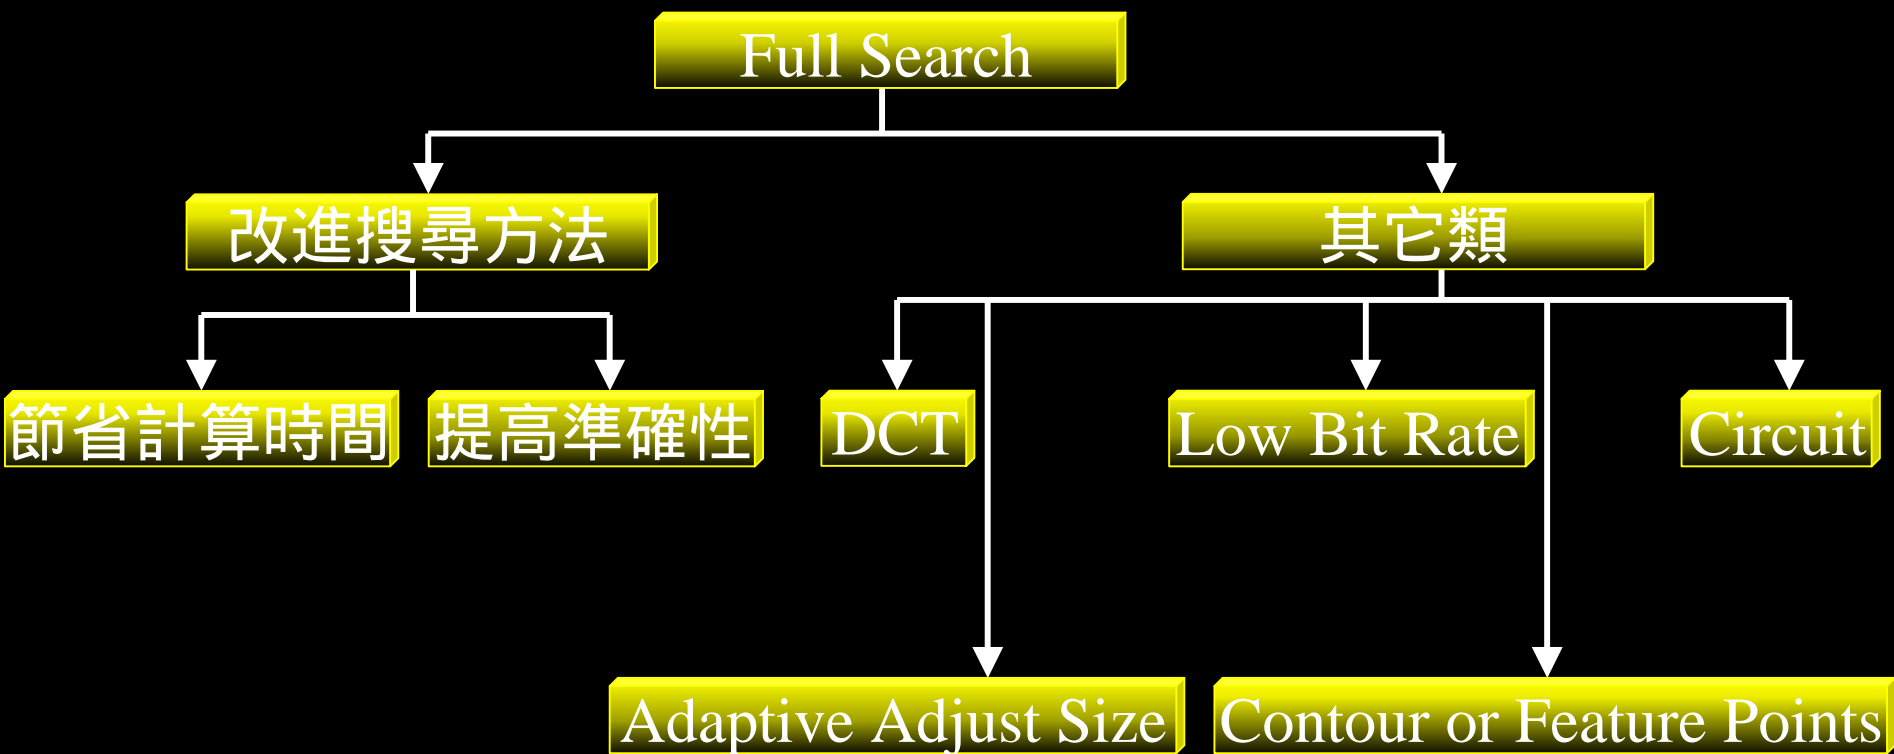 Full Search
改進搜尋方法
其它類
節省計算時間
提高準確性
DCT
Low Bit Rate
Circuit
Adaptive Adjust Size
Contour or Feature Points